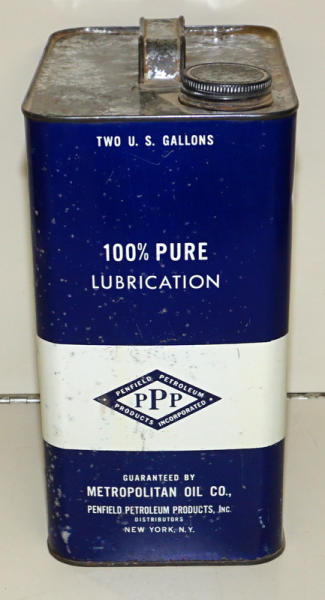 TWO U. S. GALLONS
100% PURE
LUBRICATION
PENFIELD PETROLEUM
PPP
PRODUCTS INCORPORATED
GUARANTEED BY
METROPOLITAN OIL CO.,
PENFIELD PETROLEUM PRODUCTS, INC.
DISTRIBUTORS
NEW YORK, N.Y.